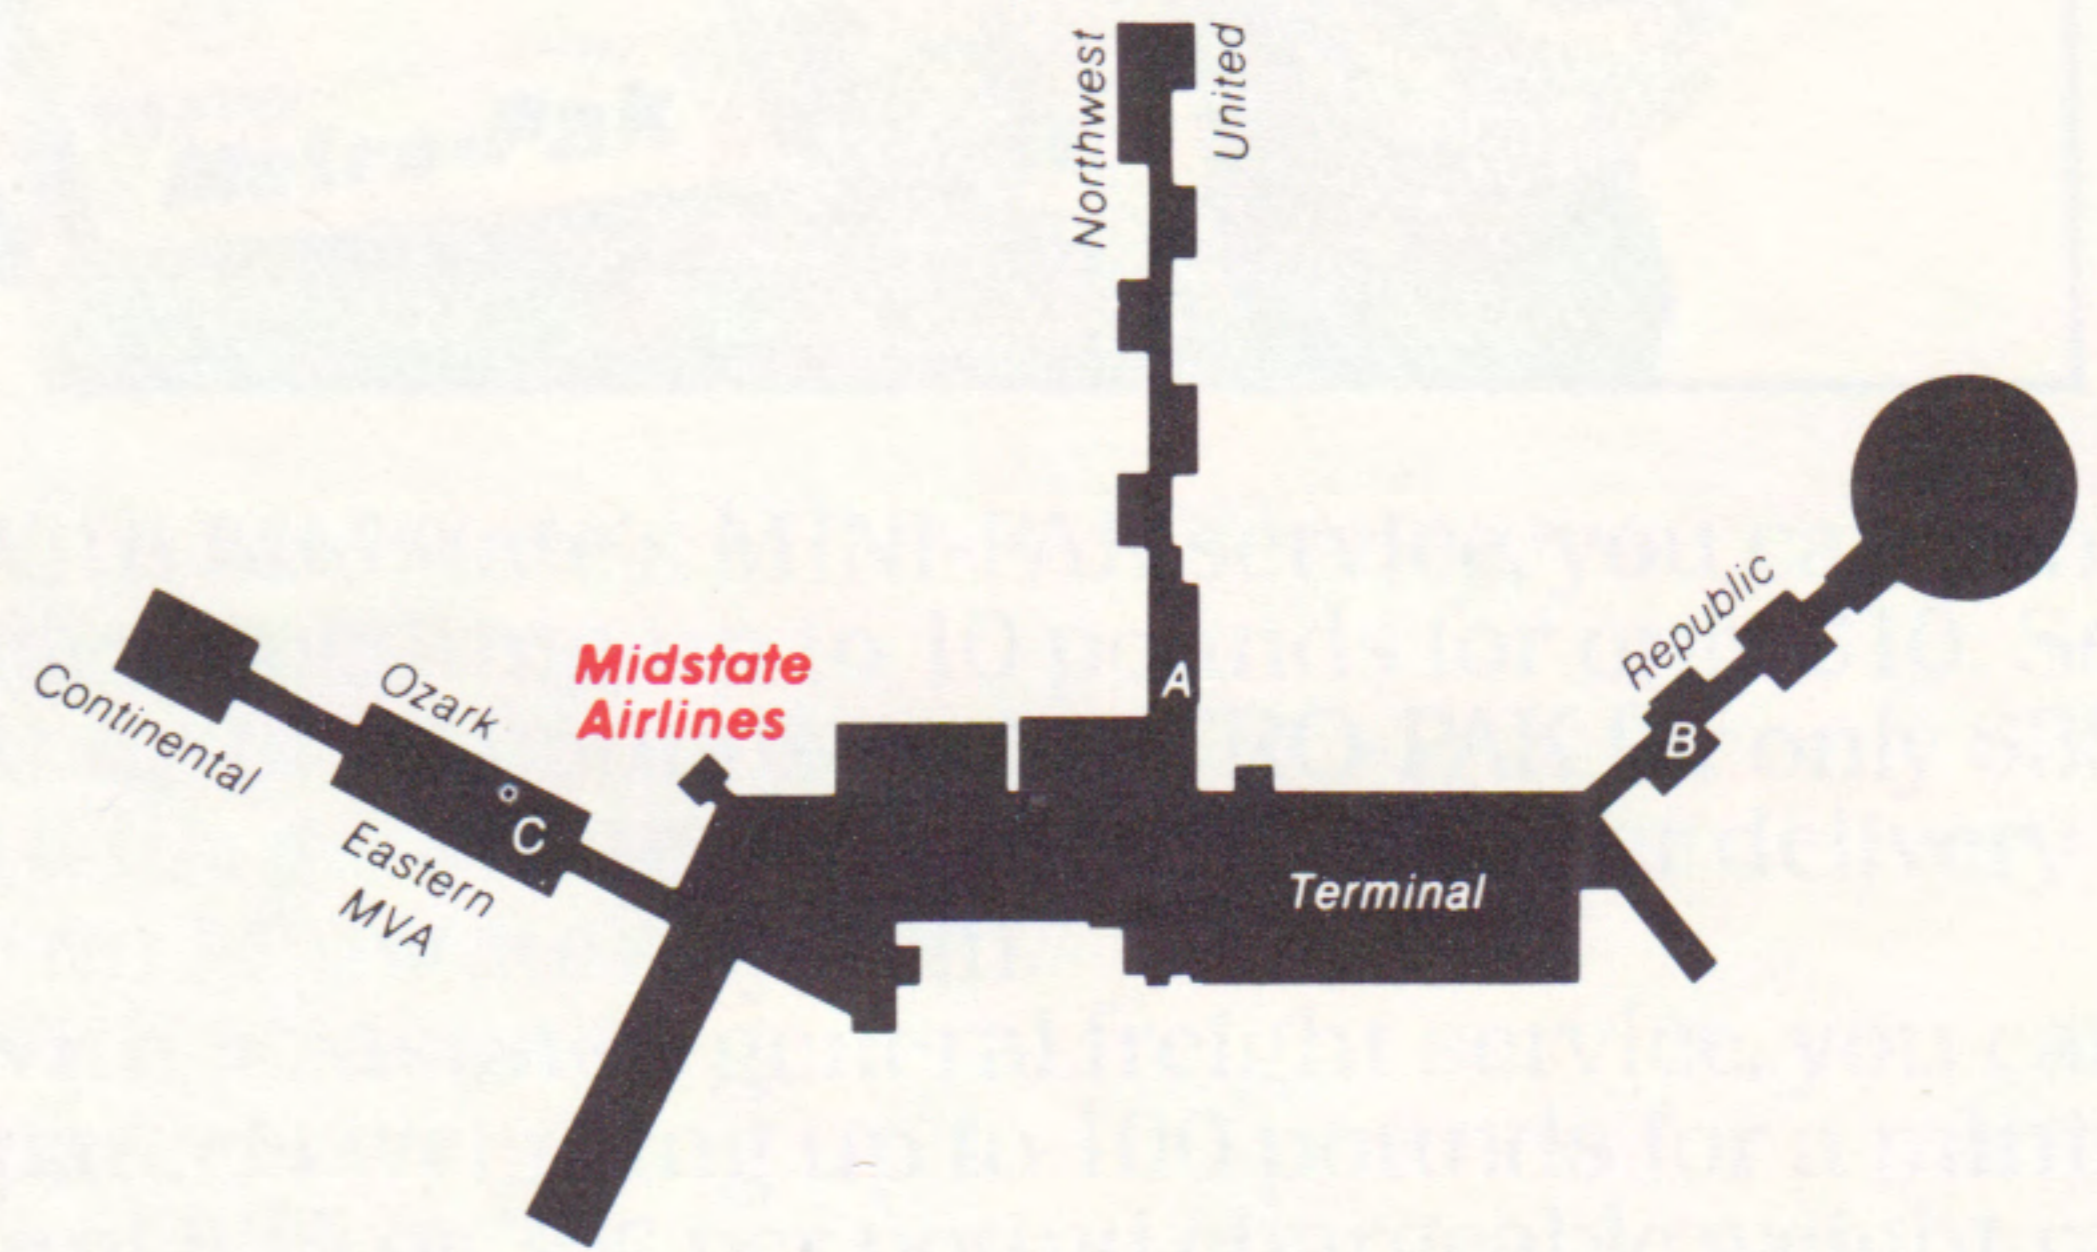 Northwest
United
Republic
A
B
Midstate
Airlines
Ozark
Continental
C
Eastern
MVA
Terminal